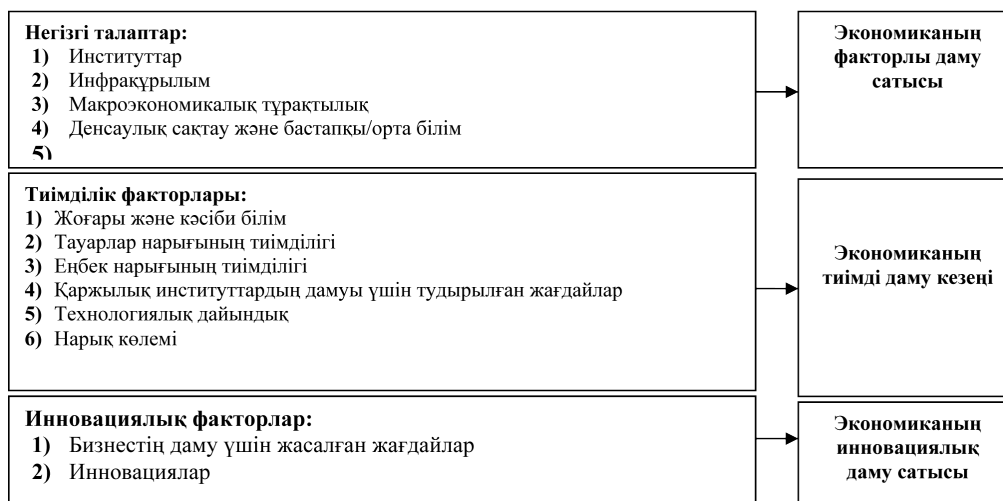 Негізгі талаптар:
1) Институттар
2) Инфрақұрылым
3) Макроэкономикалық тұрақтылық
4) Денсаулық сақтау және бастапқы/орта білім
5)
Экономиканың
факторлы даму
сатысы
Тиімділік факторлары:
1) Жоғары және кәсіби білім
2) Тауарлар нарығының тиімділігі
3) Еңбек нарығының тиімділігі
4) Қаржылық институттардың дамуы үшін тудырылған жағдайлар
5) Технологиялық дайындық
6) Нарық көлемі
Экономиканың
тиімді даму кезеңі
Инновациялық факторлар:
1) Бизнестің даму үшін жасалған жағдайлар
2) Инновациялар
Экономиканың
инновациялық
даму сатысы